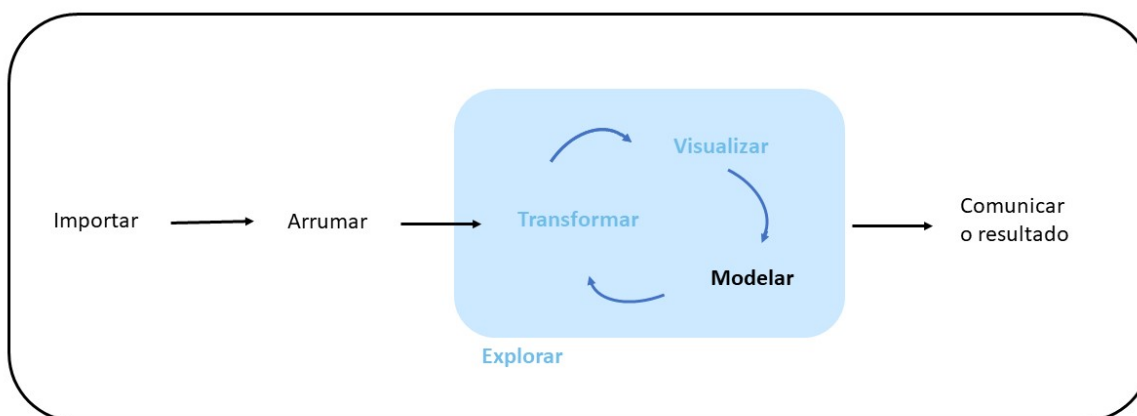 Importar
Arrumar
Transformar
Visualizar
Modelar
Explorar
Comunicar
o resultado